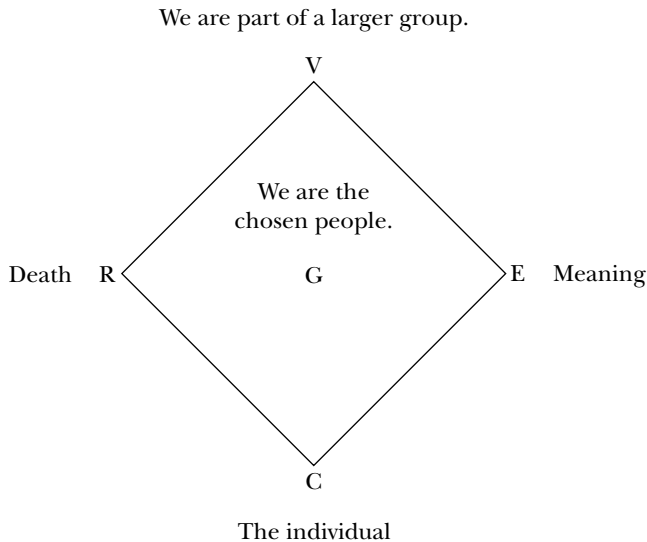 We are part of a larger group.
V
We are the
chosen people.
Death R G E Meaning
C
The individual